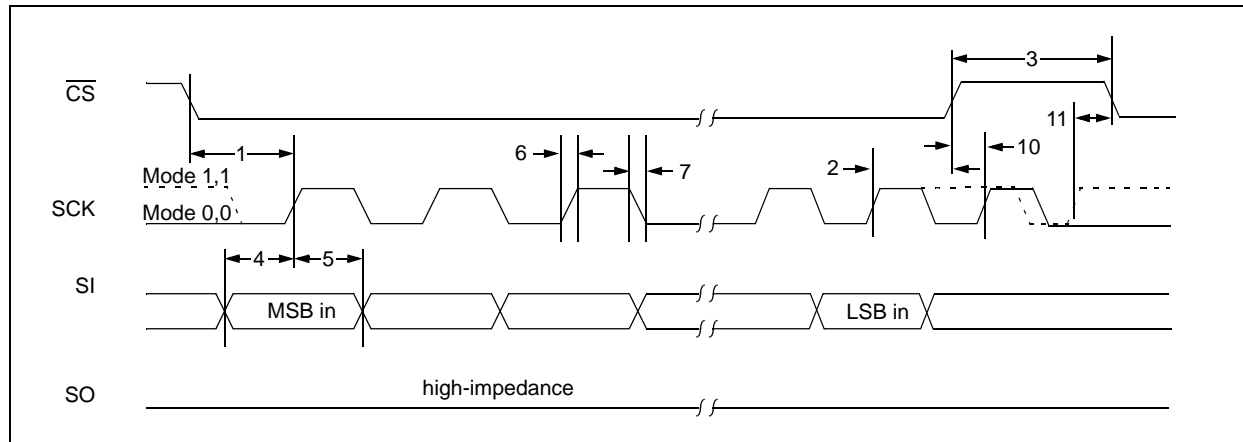 3
C̅S̅
11
1
6
7
2
10
Mode 1,1
SCK
Mode 0,0
4
5
SI
MSB in
LSB in
high-impedance
SO